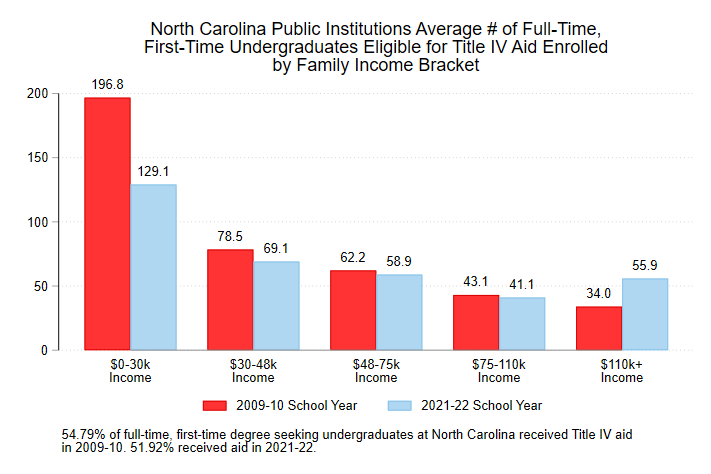 North Carolina Public Institutions Average # of Full-Time,
First-Time Undergraduates Eligible for Title IV Aid Enrolled
by Family Income Bracket
200
150
100
50
0
196.8
129.1
78.5
69.1
62.2
58.9
43.1
41.1
34.0
55.9
$0-30k
Income
$30-48k
Income
$48-75k
Income
$75-110k
Income
$110k+
Income
2009-10 School Year
2021-22 School Year
54.79% of full-time, first-time degree seeking undergraduates at North Carolina received Title IV aid
in 2009-10. 51.92% received aid in 2021-22.